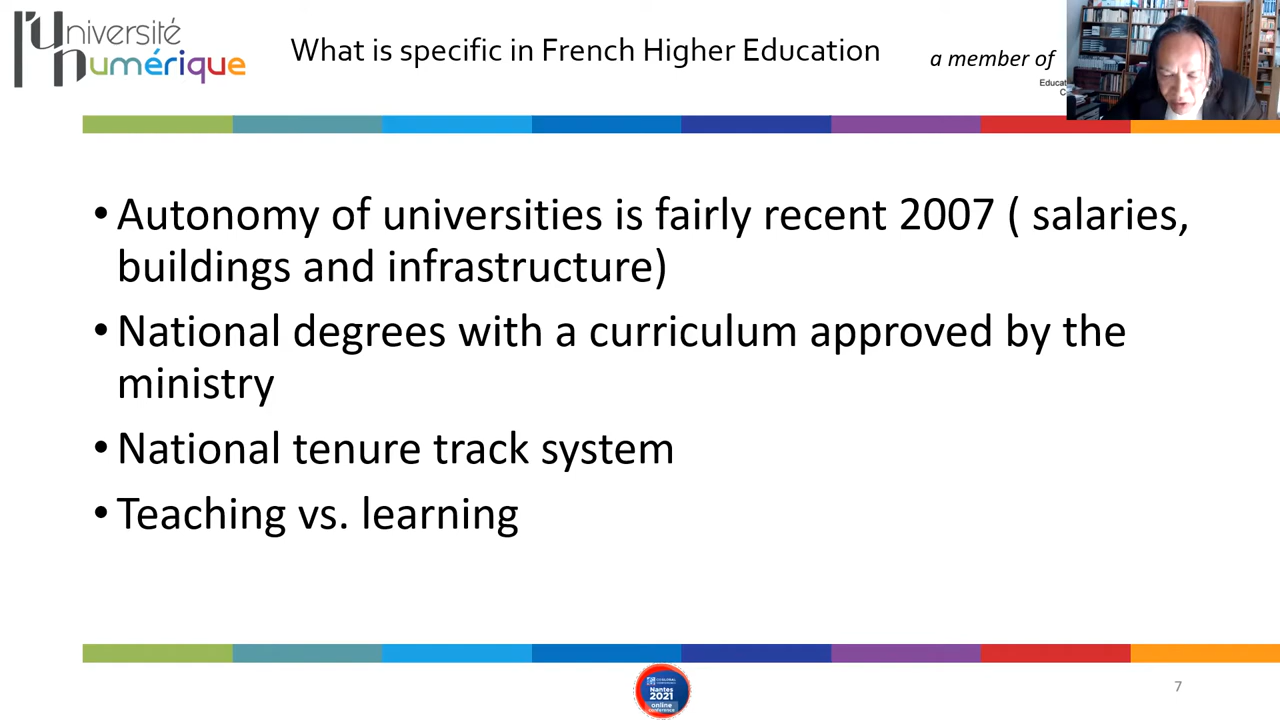 l'Université
numérique
What is specific in French Higher Education
a member of
• Autonomy of universities is fairly recent 2007 ( salaries,
buildings and infrastructure)
• National degrees with a curriculum approved by the
ministry
• National tenure track system
• Teaching vs. learning
Nantes
2021
online
conference
7